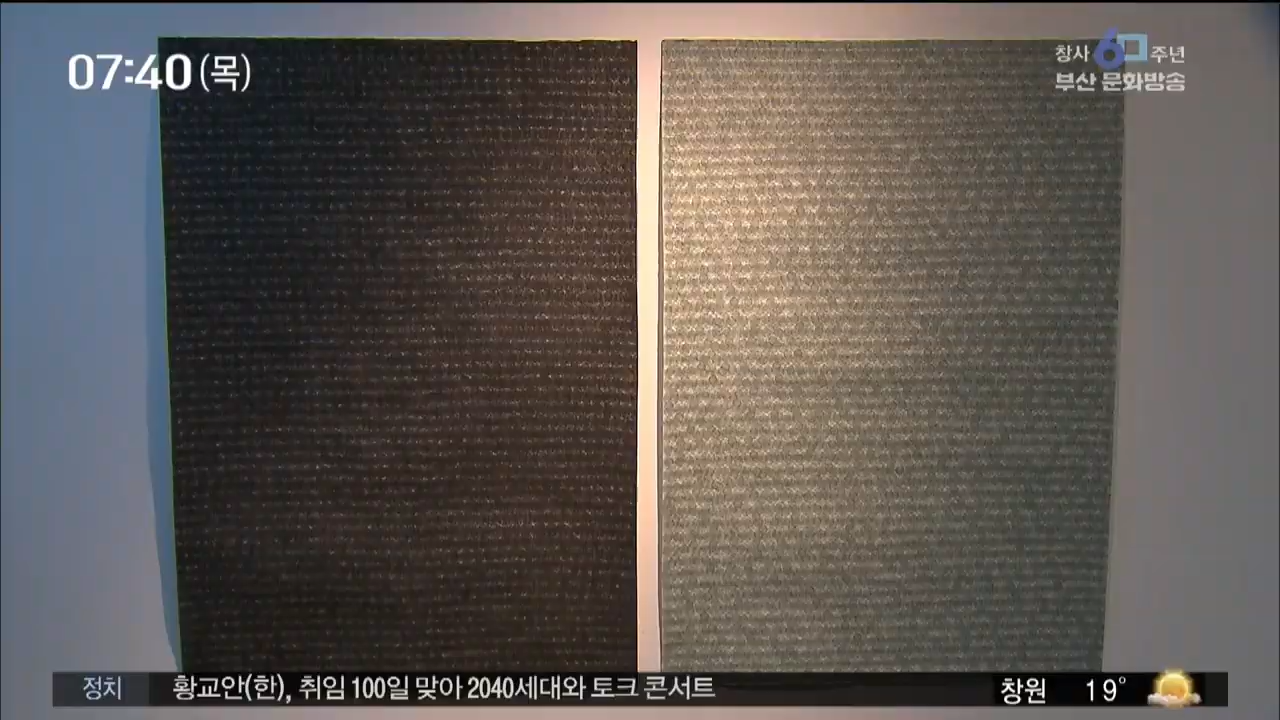 07:40 (목)
창사 60 주년
부산 문화방송
정치 황교안(한), 취임 100일 맞아 2040세대와 토크 콘서트
창원 19°